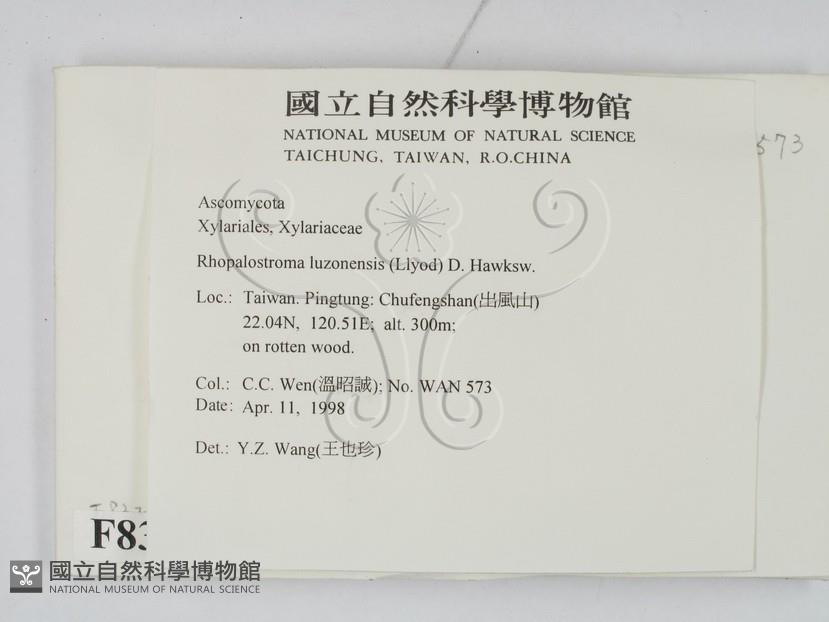 國立自然科學博物館
NATIONAL MUSEUM OF NATURAL SCIENCE
TAICHUNG, TAIWAN, R.O.CHINA
573
Ascomycota
Xylariales, Xylariaceae
Rhopalostroma luzonensis (Llyod) D. Hawksw.
Loc.: Taiwan. Pingtung: Chufengshan(出風山)
22.04N, 120.51E; alt. 300m;
on rotten wood.
Col.: C.C. Wen(溫昭誠); No. WAN 573
Date: Apr. 11, 1998
Det.: Y.Z. Wang(王也珍)
F83
國立自然科學博物館
NATIONAL MUSEUM OF NATURAL SCIENCE